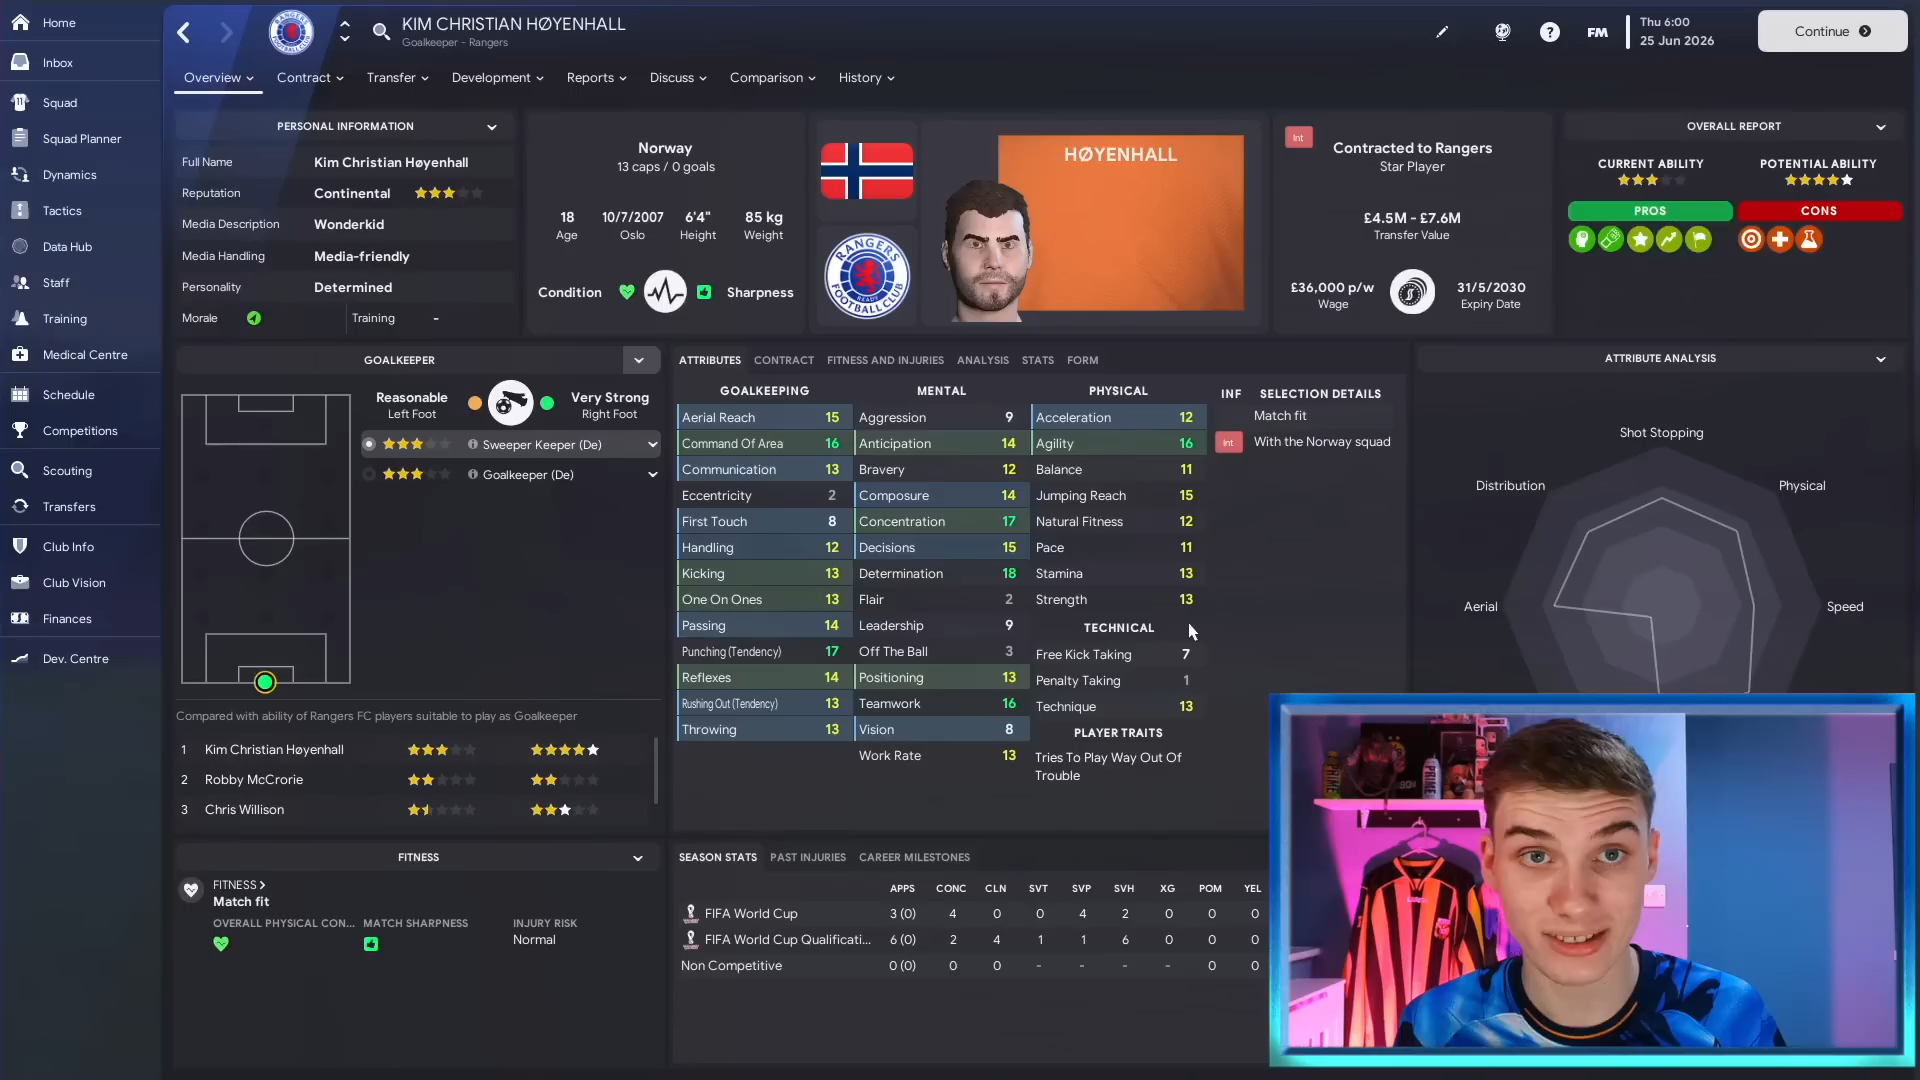 Home
Inbox
Squad
Squad Planner
Dynamics
Tactics
Data Hub
Staff
Training
Medical Centre
Schedule
Competitions
Scouting
Transfers
Club Info
Club Vision
Finances
Dev. Centre
KIM CHRISTIAN HØYENHALL
Goalkeeper - Rangers
FM
Thu 6:00
25 Jun 2026
Continue
Overview Contract Transfer Development Reports Discuss Comparison History
PERSONAL INFORMATION
Full Name Kim Christian Høyenhall
Reputation Continental
Media Description Wonderkid
Media Handling Media-friendly
Personality Determined
Morale Training -
Norway
13 caps / 0 goals
18 10/7/2007 6'4" 85 kg
Age Oslo Height Weight
Condition Sharpness
RANGERS
READY
FOOTBALL CLUB
HØYENHALL
Int
Contracted to Rangers
Star Player
£4.5M - £7.6M
Transfer Value
£36,000 p/w 31/5/2030
Wage Expiry Date
OVERALL REPORT
CURRENT ABILITY POTENTIAL ABILITY
PROS CONS
GOALKEEPER
Reasonable Very Strong
Left Foot Right Foot
Sweeper Keeper (De)
Goalkeeper (De)
Compared with ability of Rangers FC players suitable to play as Goalkeeper
1 Kim Christian Høyenhall
2 Robby McCrorie
3 Chris Willison
FITNESS
FITNESS >
Match fit
OVERALL PHYSICAL CON... MATCH SHARPNESS INJURY RISK
Normal
ATTRIBUTES CONTRACT FITNESS AND INJURIES ANALYSIS STATS FORM
GOALKEEPING
Aerial Reach 15
Command Of Area 16
Communication 13
Eccentricity 2
First Touch 8
Handling 12
Kicking 13
One On Ones 13
Passing 14
Punching (Tendency) 17
Reflexes 14
Rushing Out (Tendency) 13
Throwing 13
MENTAL
Aggression 9
Anticipation 14
Bravery 12
Composure 14
Concentration 17
Decisions 15
Determination 18
Flair 2
Leadership 9
Off The Ball 3
Positioning 13
Teamwork 16
Vision 8
Work Rate 13
PHYSICAL
Acceleration 12
Agility 16
Balance 11
Jumping Reach 15
Natural Fitness 12
Pace 11
Stamina 13
Strength 13
TECHNICAL
Free Kick Taking 7
Penalty Taking 1
Technique 13
PLAYER TRAITS
Tries To Play Way Out Of
Trouble
INF SELECTION DETAILS
Match fit
Int With the Norway squad
ATTRIBUTE ANALYSIS
Shot Stopping
Distribution Physical
Aerial Speed
SEASON STATS PAST INJURIES CAREER MILESTONES
APPS CONC CLN SVT SVP SVH XG POM YEL
FIFA World Cup 3 (0) 4 0 0 4 2 0 0 0
FIFA World Cup Qualificati... 6 (0) 2 4 1 1 6 0 0 0
Non Competitive 0 (0) 0 0 - - - - 0 0
PRIME